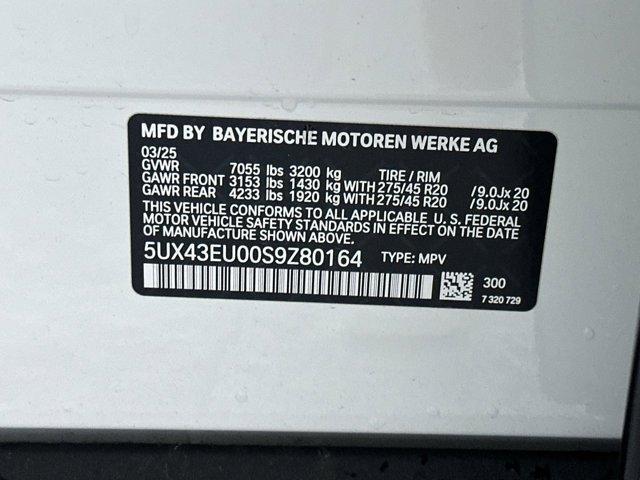 MFD BY BAYERISCHE MOTOREN WERKE AG
03/25
GVWR 7055 lbs 3200 kg TIRE / RIM
GAWR FRONT 3153 lbs 1430 kg WITH 275/45 R20 /9.0Jx 20
GAWR REAR 4233 lbs 1920 kg WITH 275/45 R20 /9.0Jx 20
THIS VEHICLE CONFORMS TO ALL APPLICABLE U. S. FEDERAL
MOTOR VEHICLE SAFETY STANDARDS IN EFFECT ON THE
DATE OF MANUFACTURE SHOWN ABOVE.
5UX43EU00S9Z80164 TYPE: MPV
300
7 320 729